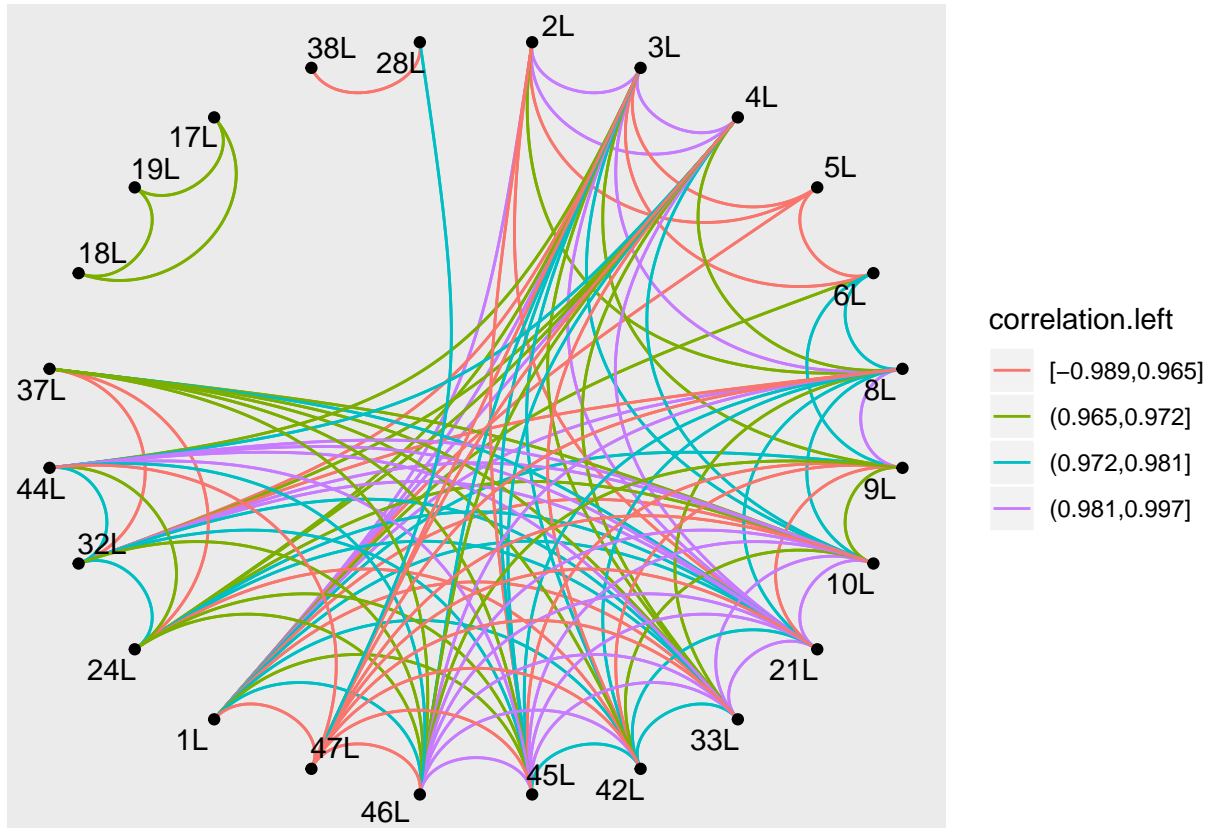 2L
38L
3L
28L
4L
17L
19L
5L
18L
6L
correlation.left
[−0.989,0.965]
37L
8L
(0.965,0.972]
(0.972,0.981]
44L
9L
(0.981,0.997]
32L
10L
24L
21L
1L
47L
33L
45L
42L
46L